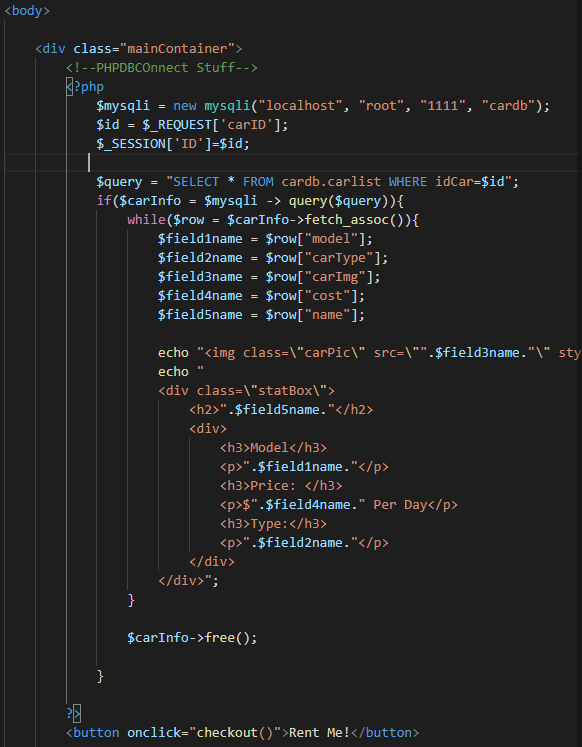 <body>
<div class="mainContainer">
<!--PHPDBCOnnect Stuff-->
<?php
$mysqli = new mysqli("localhost", "root", "1111", "cardb");
$id = $_REQUEST['carID'];
$_SESSION['ID']=$id;
$query = "SELECT * FROM cardb.carlist WHERE idCar=$id";
if($carInfo = $mysqli -> query($query)){
while($row = $carInfo->fetch_assoc()){
$field1name = $row["model"];
$field2name = $row["carType"];
$field3name = $row["carImg"];
$field4name = $row["cost"];
$field5name = $row["name"];
echo "<img class=\"carPic\" src=\"".$field3name."\" sty
echo "
<div class=\"statBox\">
<h2>".$field5name."</h2>
<div>
<h3>Model</h3>
<p>".$field1name."</p>
<h3>Price: </h3>
<p>$".$field4name." Per Day</p>
<h3>Type:</h3>
<p>".$field2name."</p>
</div>
</div>";
}
$carInfo->free();
}
?>
<button onclick="checkout()">Rent Me!</button>